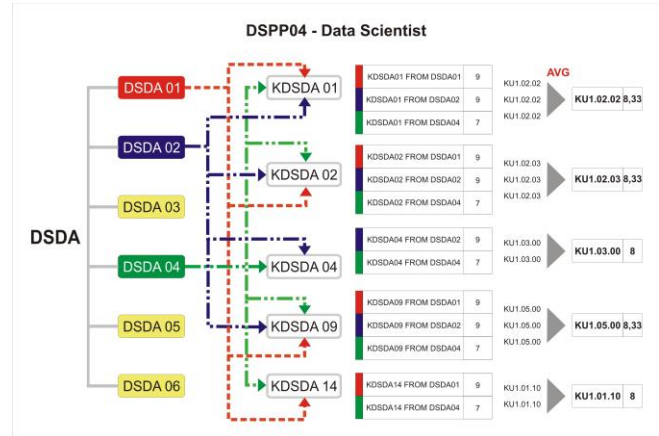 DSPP04 - Data Scientist
DSDA
DSDA 01
DSDA 02
DSDA 03
DSDA 04
DSDA 05
DSDA 06
KDSDA 01
KDSDA 02
KDSDA 04
KDSDA 09
KDSDA 14
AVG
KDSDA01 FROM DSDA01 9 KU1.02.02
KDSDA01 FROM DSDA02 9 KU1.02.02
KDSDA01 FROM DSDA04 7 KU1.02.02
KU1.02.02 8,33
KDSDA02 FROM DSDA01 9 KU1.02.03
KDSDA02 FROM DSDA02 9 KU1.02.03
KDSDA02 FROM DSDA04 7 KU1.02.03
KU1.02.03 8,33
KDSDA04 FROM DSDA02 9 KU1.03.00
KDSDA04 FROM DSDA04 7 KU1.03.00
KU1.03.00 8
KDSDA09 FROM DSDA01 9 KU1.05.00
KDSDA09 FROM DSDA02 9 KU1.05.00
KDSDA09 FROM DSDA04 7 KU1.05.00
KU1.05.00 8,33
KDSDA14 FROM DSDA01 9 KU1.01.10
KDSDA14 FROM DSDA04 7 KU1.01.10
KU1.01.10 8